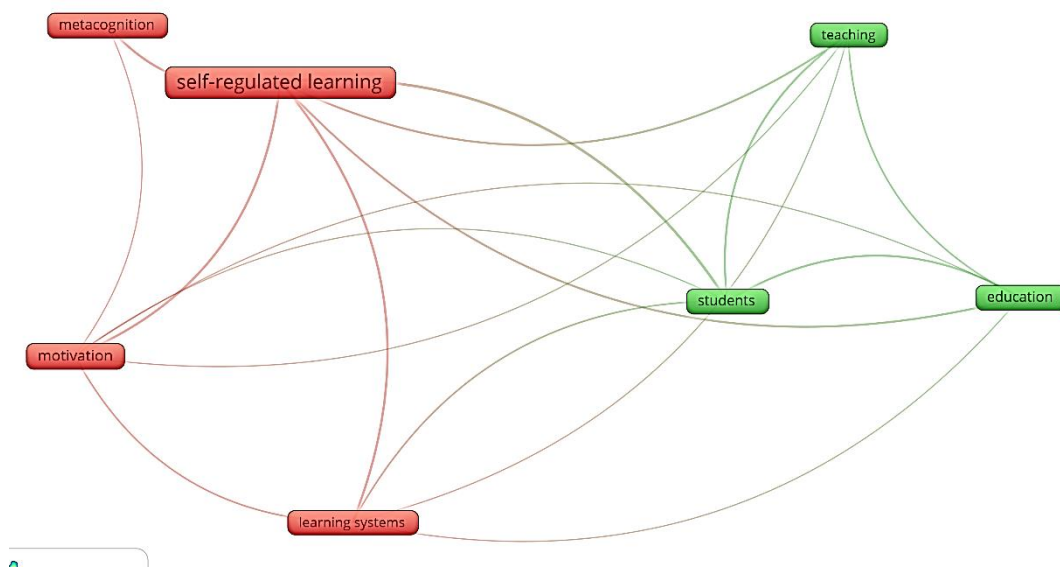 metacognition
teaching
self-regulated learning
students
education
motivation
learning systems